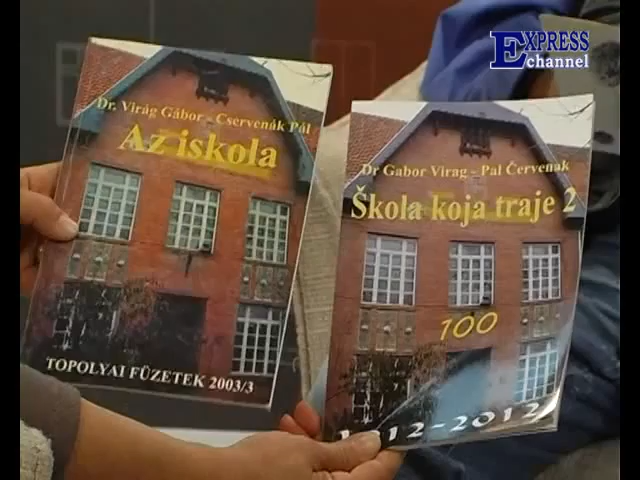 EXPRESS
channel
Dr. Virág Gábor - Cservenák Pál
Az iskola
TOPOLYAI FÜZETEK 2003/3
Dr Gabor Virag - Pal Červenak
Škola koja traje 2
100
1912-2012